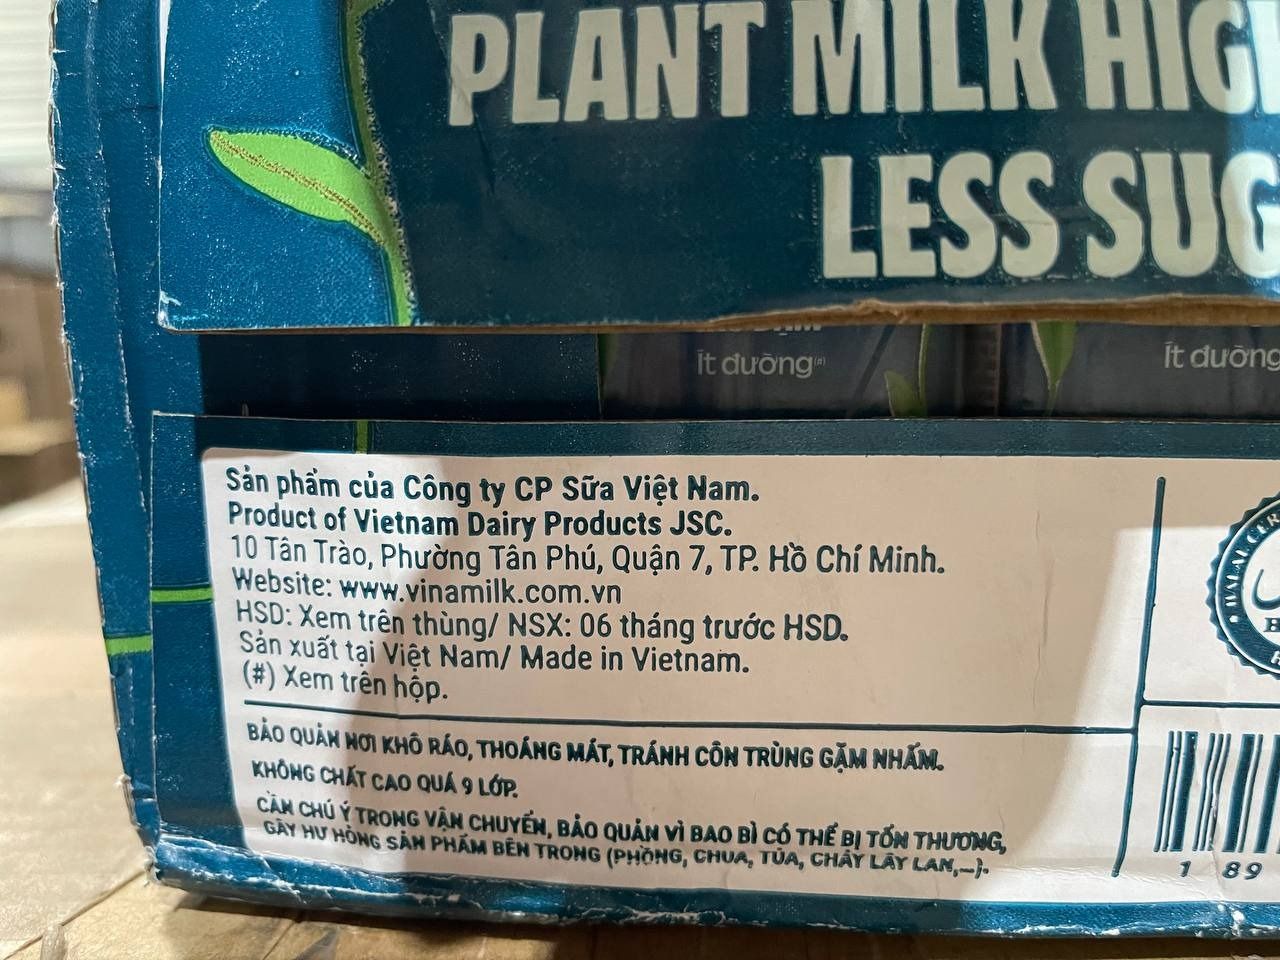 PLANT MILK HIG
LESS SUG
Ít đường(#)
Ít đường
Sản phẩm của Công ty CP Sữa Việt Nam.
Product of Vietnam Dairy Products JSC.
10 Tân Trào, Phường Tân Phú, Quận 7, TP. Hồ Chí Minh.
Website: www.vinamilk.com.vn
HSD: Xem trên thùng/ NSX: 06 tháng trước HSD.
Sản xuất tại Việt Nam/ Made in Vietnam.
(#) Xem trên hộp.
BẢO QUẢN NƠI KHÔ RÁO, THOÁNG MÁT, TRÁNH CÔN TRÙNG GẶM NHẤM.
KHÔNG CHẤT CAO QUÁ 9 LỚP.
CẦN CHÚ Ý TRONG VẬN CHUYỂN, BẢO QUẢN VÌ BAO BÌ CÓ THỂ BỊ TỔN THƯƠNG,
GÂY HƯ HỎNG SẢN PHẨM BÊN TRONG (PHỒNG, CHUA, TỦA, CHẢY LÂY LAN,...).
HALAL CER
1 89